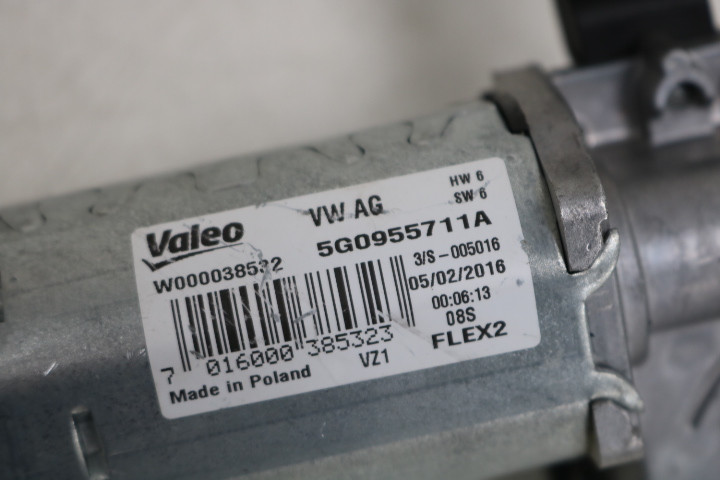 Valeo
VW AG
HW 6
SW 6
5G0955711A
W000038532
3/S-005016
05/02/2016
00:06:13
08S
7 016000 385323
VZ1
FLEX2
Made in Poland